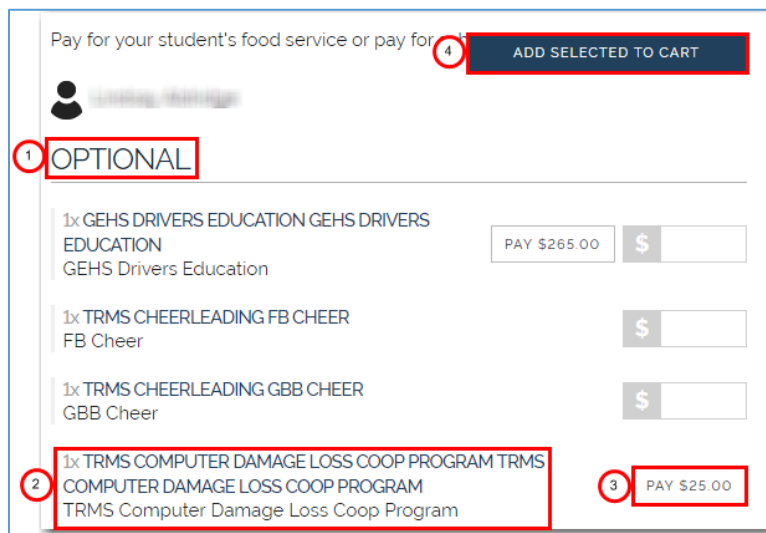 Pay for your student's food service or pay for
4
ADD SELECTED TO CART
1
OPTIONAL
1x GEHS DRIVERS EDUCATION GEHS DRIVERS
EDUCATION
GEHS Drivers Education
PAY $265.00
$
1x TRMS CHEERLEADING FB CHEER
FB Cheer
$
1x TRMS CHEERLEADING GBB CHEER
GBB Cheer
$
2
1x TRMS COMPUTER DAMAGE LOSS COOP PROGRAM TRMS
COMPUTER DAMAGE LOSS COOP PROGRAM
TRMS Computer Damage Loss Coop Program
3
PAY $25.00